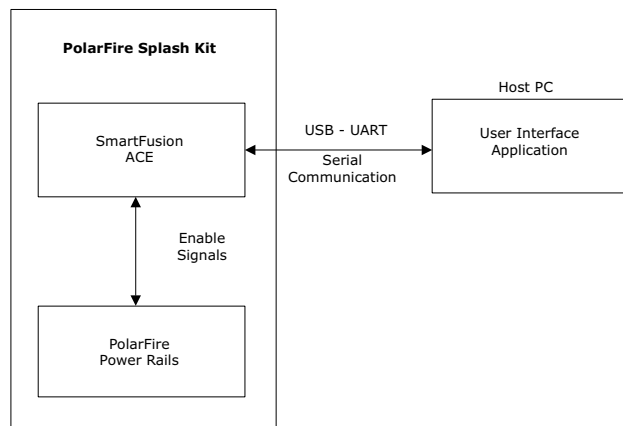 PolarFire Splash Kit
Host PC
SmartFusion
ACE
USB - UART
Serial
Communication
User Interface
Application
Enable
Signals
PolarFire
Power Rails